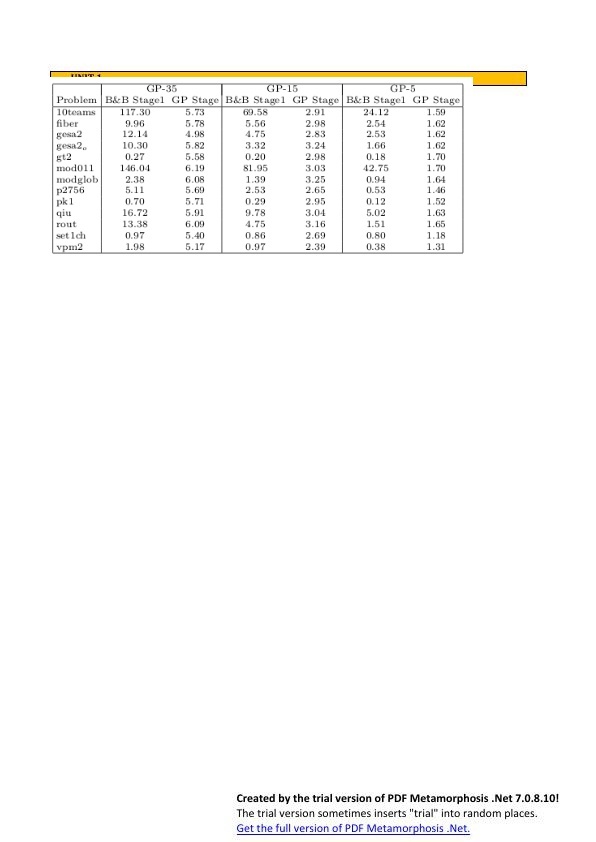 UNIT 1
GP-35 GP-15 GP-5
Problem B&B Stage1 GP Stage B&B Stage1 GP Stage B&B Stage1 GP Stage
10teams 117.30 5.73 69.58 2.91 24.12 1.59
fiber 9.96 5.78 5.56 2.98 2.54 1.62
gesa2 12.14 4.98 4.75 2.83 2.53 1.62
gesa2o 10.30 5.82 3.32 3.24 1.66 1.62
gt2 0.27 5.58 0.20 2.98 0.18 1.70
mod011 146.04 6.19 81.95 3.03 42.75 1.70
modglob 2.38 6.08 1.39 3.25 0.94 1.64
p2756 5.11 5.69 2.53 2.65 0.53 1.46
pk1 0.70 5.71 0.29 2.95 0.12 1.52
qiu 16.72 5.91 9.78 3.04 5.02 1.63
rout 13.38 6.09 4.75 3.16 1.51 1.65
set1ch 0.97 5.40 0.86 2.69 0.80 1.18
vpm2 1.98 5.17 0.97 2.39 0.38 1.31
Created by the trial version of PDF Metamorphosis .Net 7.0.8.10!
The trial version sometimes inserts "trial" into random places.
Get the full version of PDF Metamorphosis .Net.